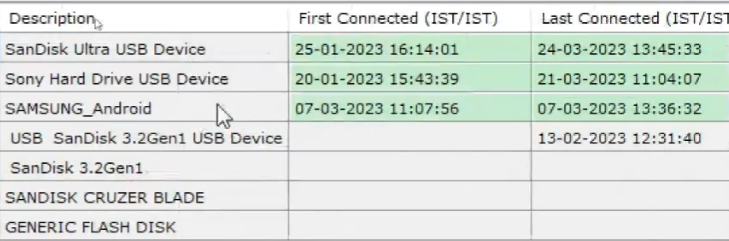 Description First Connected (IST/IST) Last Connected (IST/IST
SanDisk Ultra USB Device 25-01-2023 16:14:01 24-03-2023 13:45:33
Sony Hard Drive USB Device 20-01-2023 15:43:39 21-03-2023 11:04:07
SAMSUNG_Android 07-03-2023 11:07:56 07-03-2023 13:36:32
USB SanDisk 3.2Gen1 USB Device 13-02-2023 12:31:40
SanDisk 3.2Gen1
SANDISK CRUZER BLADE
GENERIC FLASH DISK